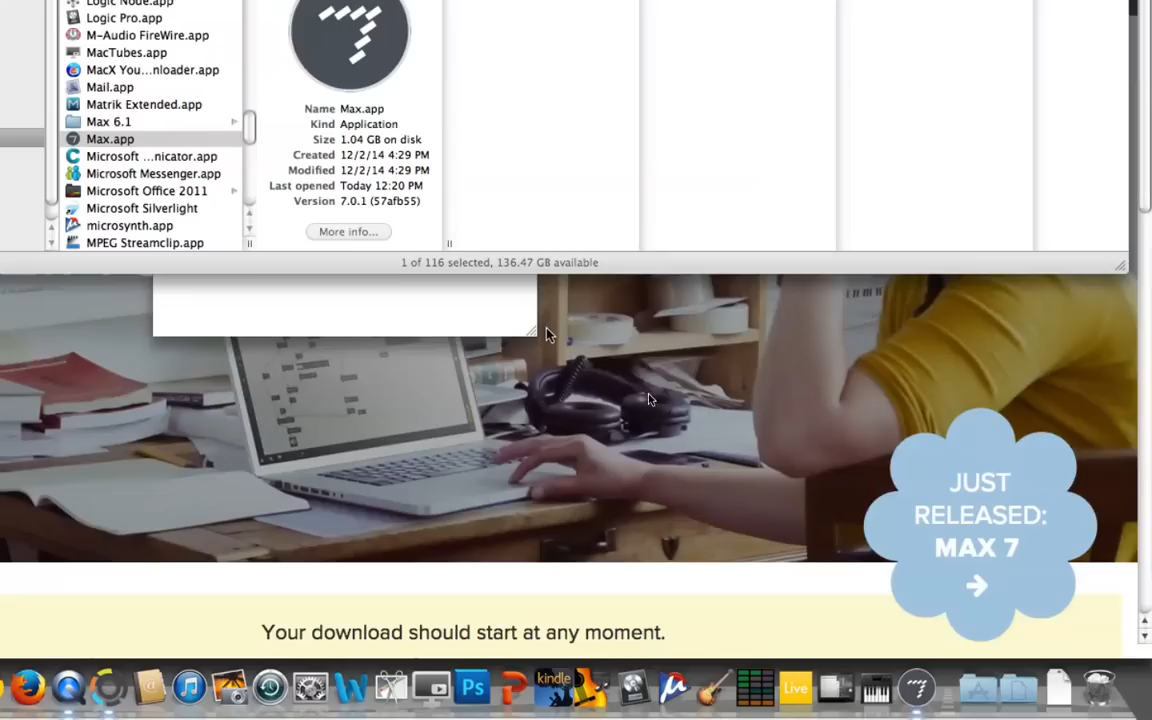 Logic Node.app
Logic Pro.app
M-Audio FireWire.app
MacTubes.app
MacX You...nloader.app
Mail.app
Matrik Extended.app
Max 6.1
Max.app
Microsoft ...nicator.app
Microsoft Messenger.app
Microsoft Office 2011
Microsoft Silverlight
microsynth.app
MPEG Streamclip.app
Name Max.app
Kind Application
Size 1.04 GB on disk
Created 12/2/14 4:29 PM
Modified 12/2/14 4:29 PM
Last opened Today 12:20 PM
Version 7.0.1 (57afb55)
More info...
1 of 116 selected, 136.47 GB available
JUST
RELEASED:
MAX 7
Your download should start at any moment.
Ps
kindle
Live